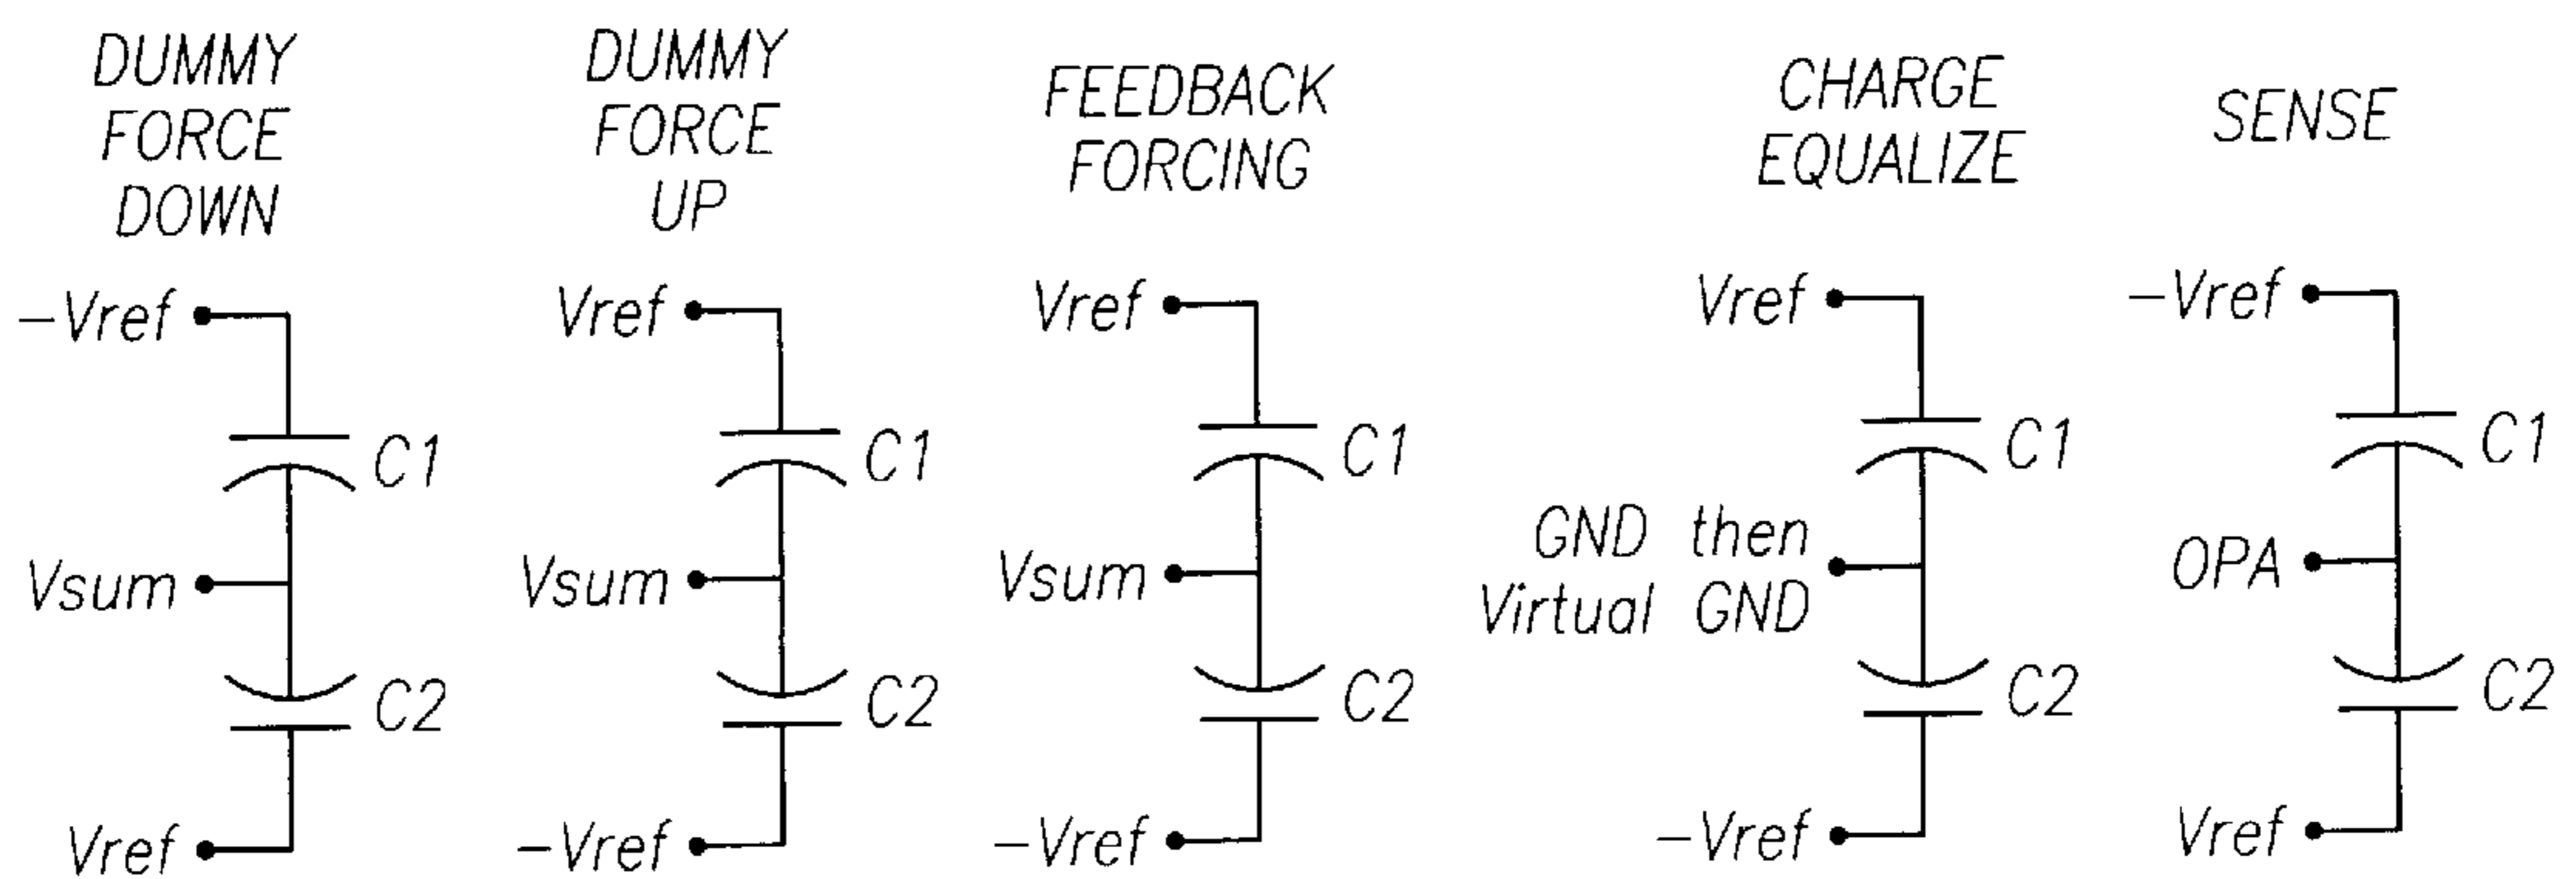 DUMMY
FORCE
DOWN
-Vref
C1
Vsum
C2
Vref
DUMMY
FORCE
UP
Vref
C1
Vsum
C2
-Vref
FEEDBACK
FORCING
Vref
C1
Vsum
C2
-Vref
CHARGE
EQUALIZE
Vref
C1
GND then
Virtual GND
C2
-Vref
SENSE
-Vref
C1
OPA
C2
Vref